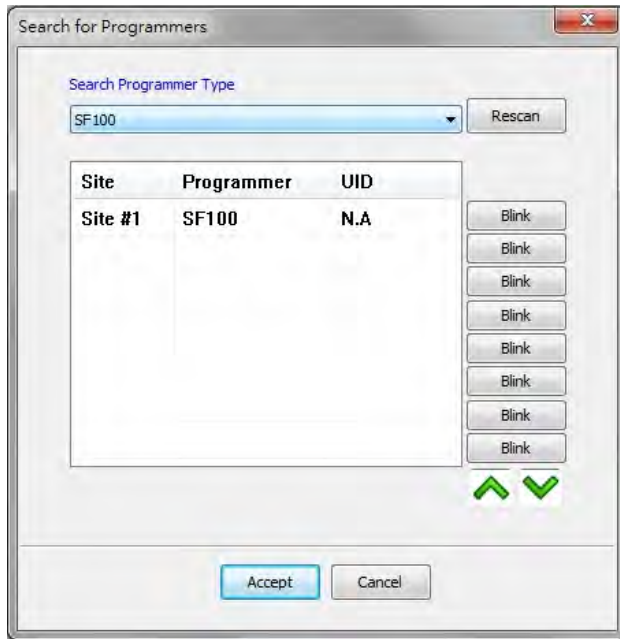 Search for Programmers
Search Programmer Type
SF100
Rescan
Site Programmer UID
Site #1 SF100 N.A
Blink
Blink
Blink
Blink
Blink
Blink
Blink
Blink
Accept Cancel